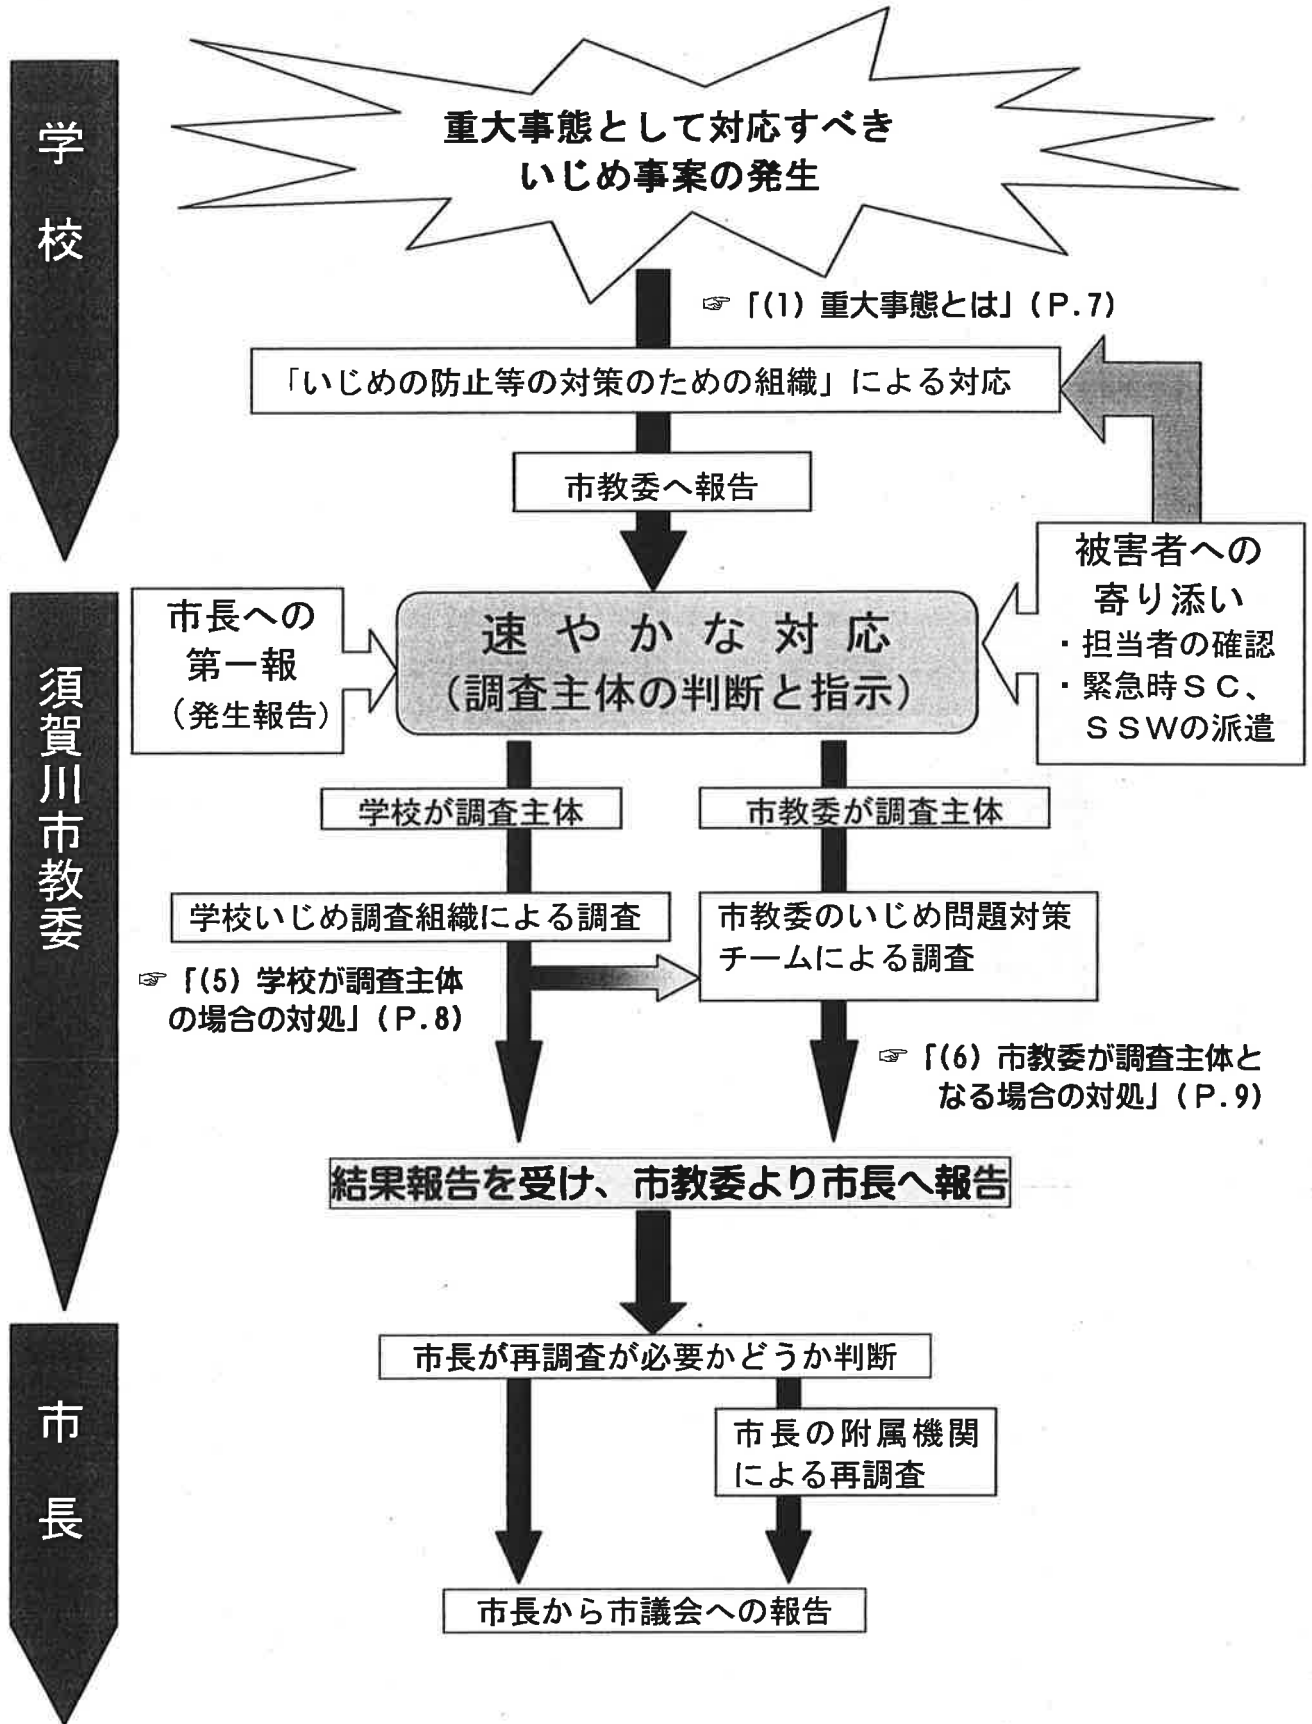 学校
重大事態として対応すべき
いじめ事案の発生
☞「(1) 重大事態とは」(P.7)
「いじめの防止等の対策のための組織」による対応
市教委へ報告
須賀川市教委
市長への
第一報
(発生報告)
速やかな対応
(調査主体の判断と指示)
被害者への
寄り添い
・担当者の確認
・緊急時SC、
SSWの派遣
学校が調査主体
市教委が調査主体
学校いじめ調査組織による調査
市教委のいじめ問題対策
チームによる調査
☞「(5) 学校が調査主体
の場合の対処」(P.8)
☞「(6) 市教委が調査主体と
なる場合の対処」(P.9)
結果報告を受け、市教委より市長へ報告
市長
市長が再調査が必要かどうか判断
市長の附属機関
による再調査
市長から市議会への報告